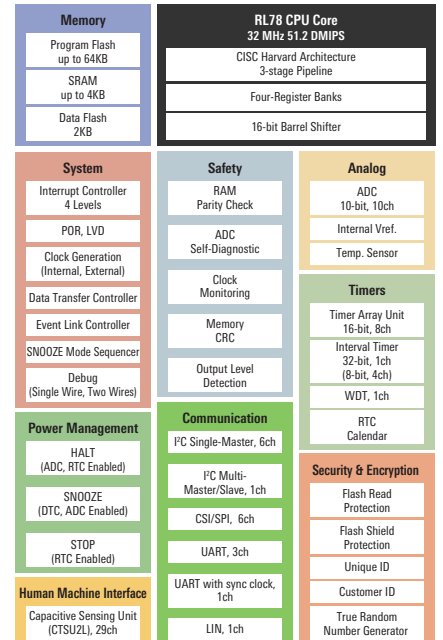 Memory
Program Flash
up to 64KB
SRAM
up to 4KB
Data Flash
2KB
RL78 CPU Core
32 MHz 51.2 DMIPS
CISC Harvard Architecture
3-stage Pipeline
Four-Register Banks
16-bit Barrel Shifter
System
Interrupt Controller
4 Levels
POR, LVD
Clock Generation
(Internal, External)
Data Transfer Controller
Event Link Controller
SNOOZE Mode Sequencer
Debug
(Single Wire, Two Wires)
Safety
RAM
Parity Check
ADC
Self-Diagnostic
Clock
Monitoring
Memory
CRC
Output Level
Detection
Analog
ADC
10-bit, 10ch
Internal Vref.
Temp. Sensor
Timers
Timer Array Unit
16-bit, 8ch
Interval Timer
32-bit, 1ch
(8-bit, 4ch)
WDT, 1ch
RTC
Calendar
Power Management
HALT
(ADC, RTC Enabled)
SNOOZE
(DTC, ADC Enabled)
STOP
(RTC Enabled)
Communication
I²C Single-Master, 6ch
I²C Multi-
Master/Slave, 1ch
CSI/SPI, 6ch
UART, 3ch
UART with sync clock,
1ch
LIN, 1ch
Security & Encryption
Flash Read
Protection
Flash Shield
Protection
Unique ID
Customer ID
True Random
Number Generator
Human Machine Interface
Capacitive Sensing Unit
(CTSU2L), 29ch